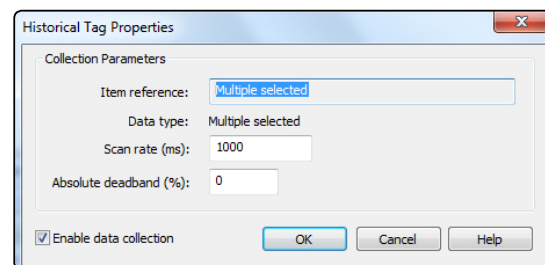 Historical Tag Properties
Collection Parameters
Item reference: Multiple selected
Data type: Multiple selected
Scan rate (ms): 1000
Absolute deadband (%): 0
Enable data collection OK Cancel Help